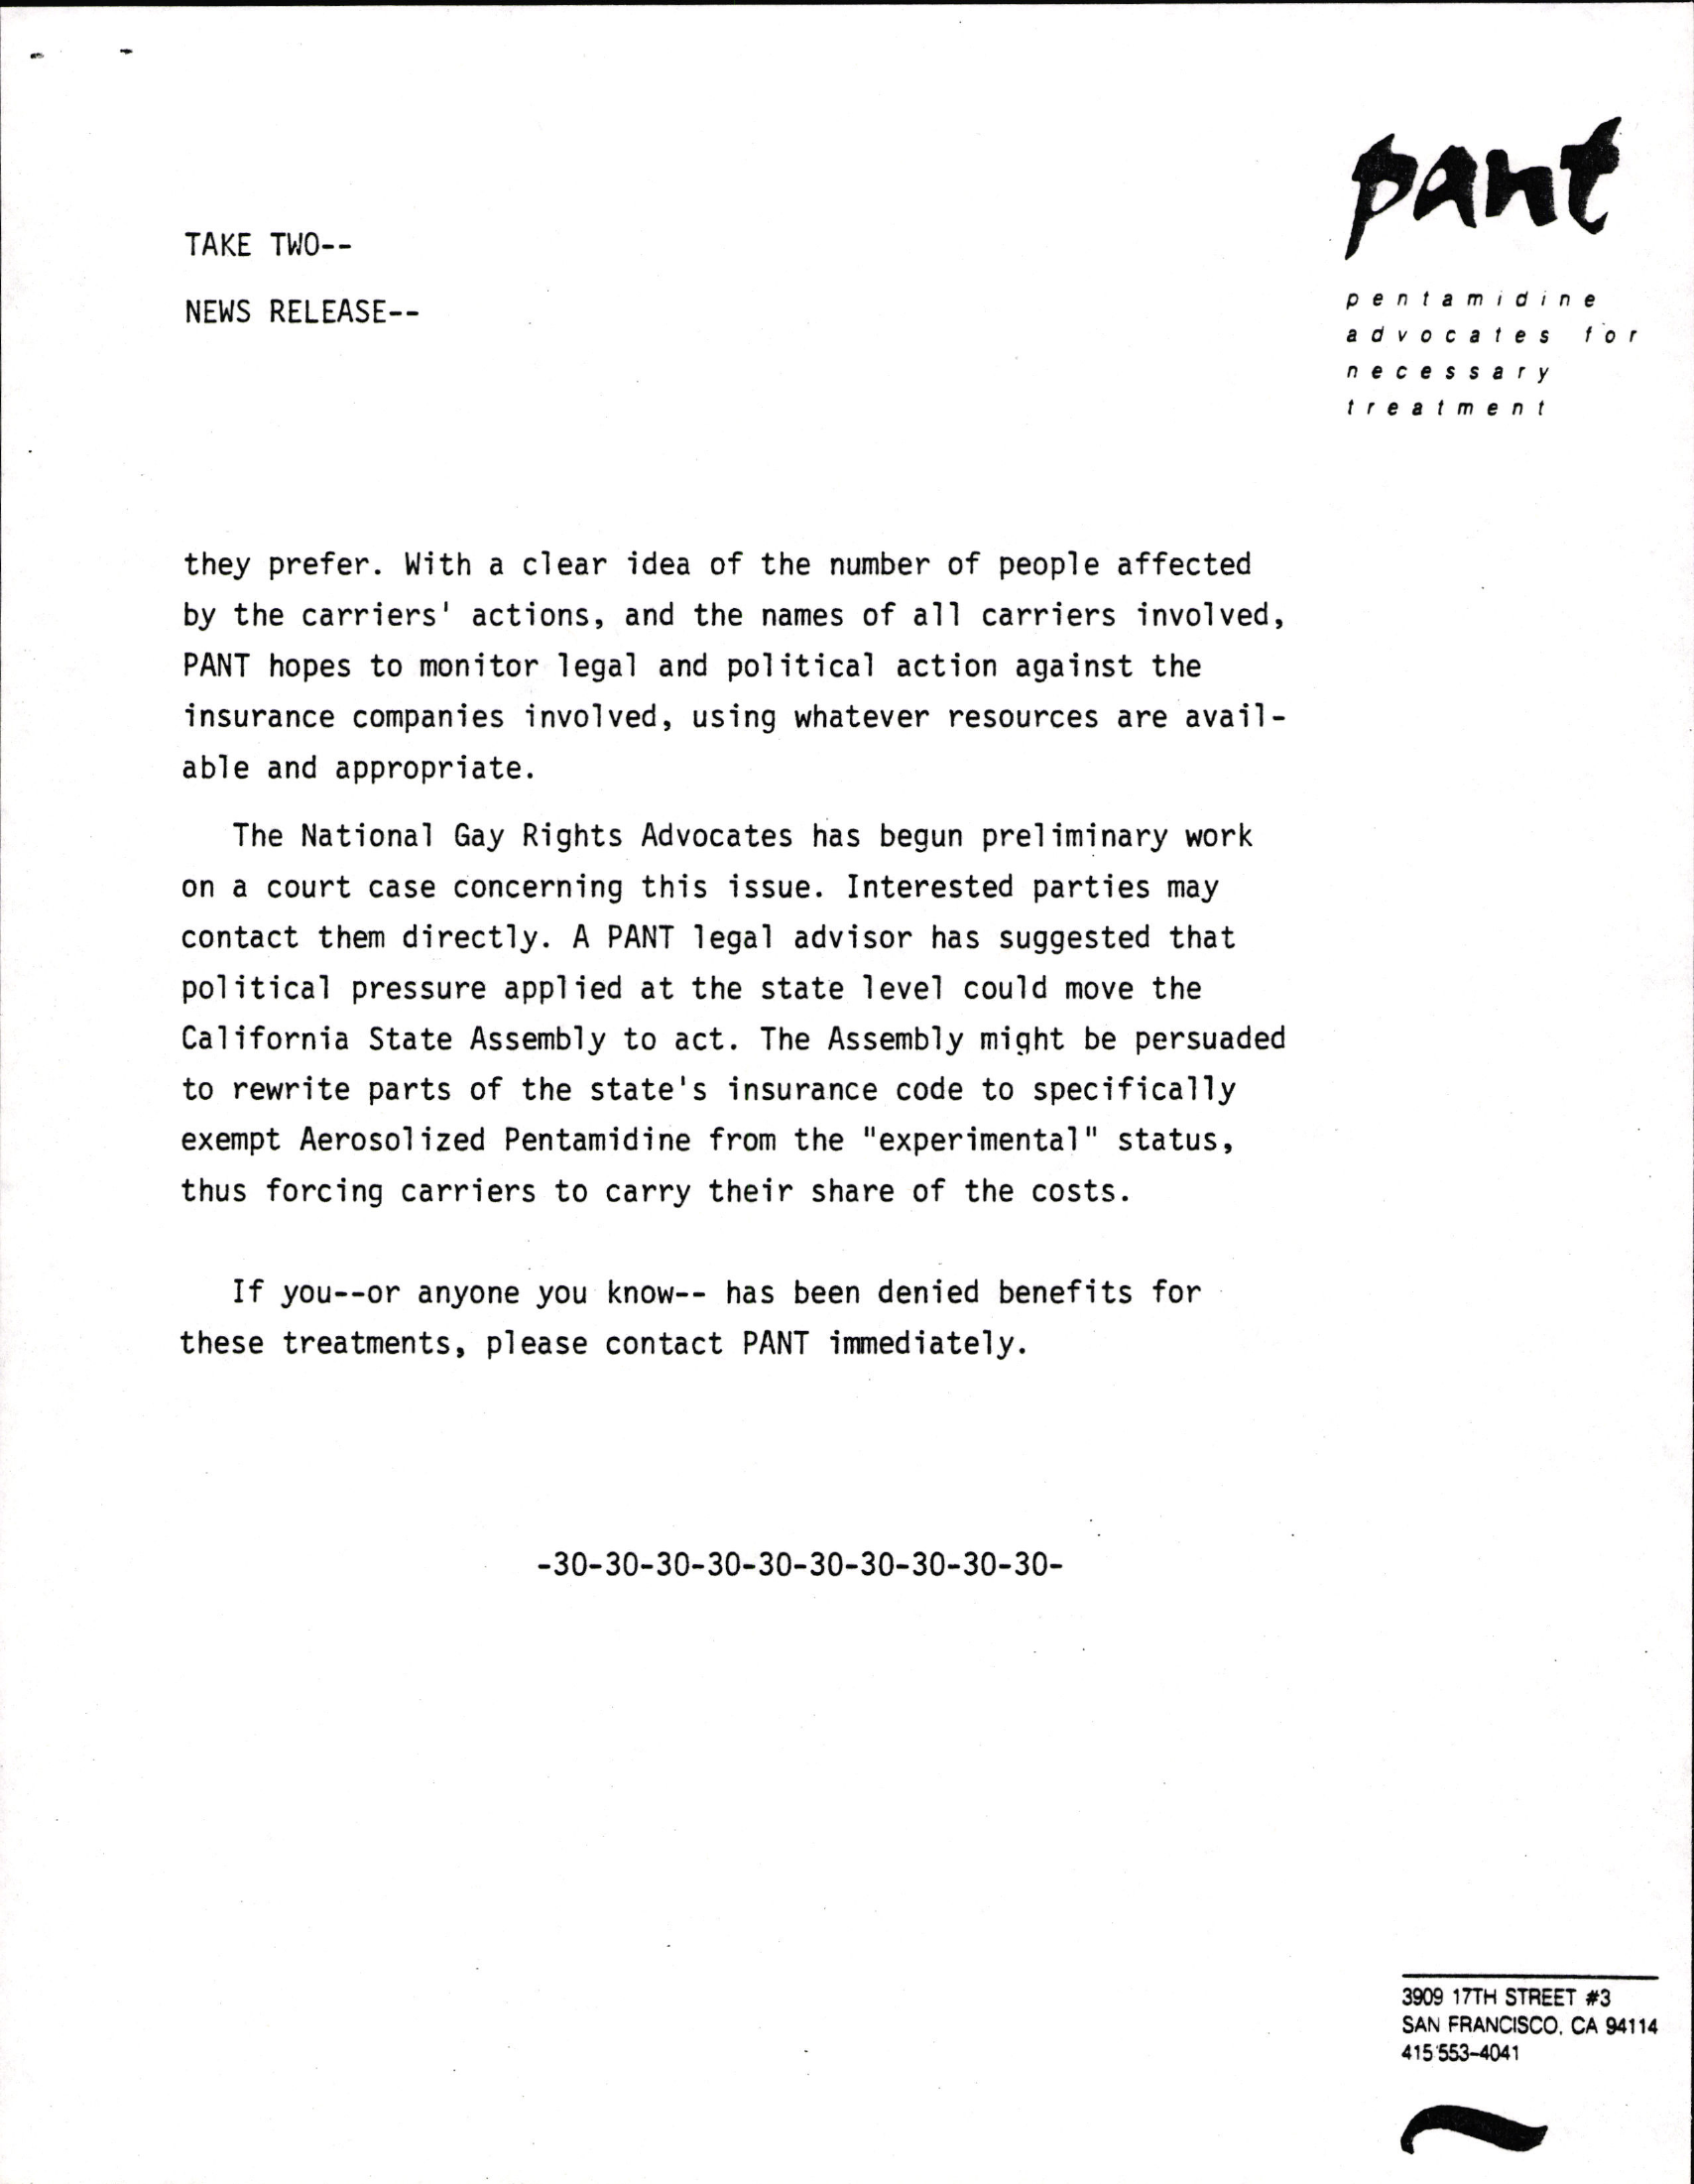 pant
pentamidine
advocates for
necessary
treatment
TAKE TWO--
NEWS RELEASE--
they prefer. With a clear idea of the number of people affected
by the carriers' actions, and the names of all carriers involved,
PANT hopes to monitor legal and political action against the
insurance companies involved, using whatever resources are avail-
able and appropriate.
The National Gay Rights Advocates has begun preliminary work
on a court case concerning this issue. Interested parties may
contact them directly. A PANT legal advisor has suggested that
political pressure applied at the state level could move the
California State Assembly to act. The Assembly might be persuaded
to rewrite parts of the state's insurance code to specifically
exempt Aerosolized Pentamidine from the "experimental" status,
thus forcing carriers to carry their share of the costs.
If you--or anyone you know-- has been denied benefits for
these treatments, please contact PANT immediately.
-30-30-30-30-30-30-30-30-30-30-
3909 17TH STREET #3
SAN FRANCISCO, CA 94114
415 553-4041